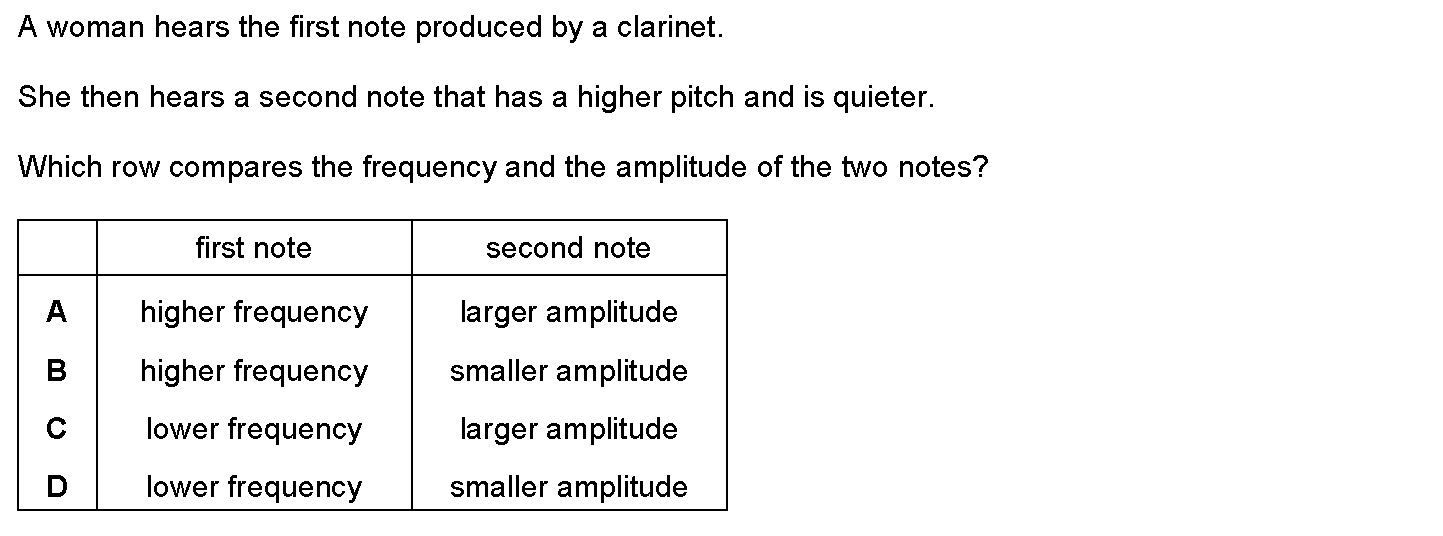 A woman hears the first note produced by a clarinet.
She then hears a second note that has a higher pitch and is quieter.
Which row compares the frequency and the amplitude of the two notes?
first note second note
A higher frequency larger amplitude
B higher frequency smaller amplitude
C lower frequency larger amplitude
D lower frequency smaller amplitude